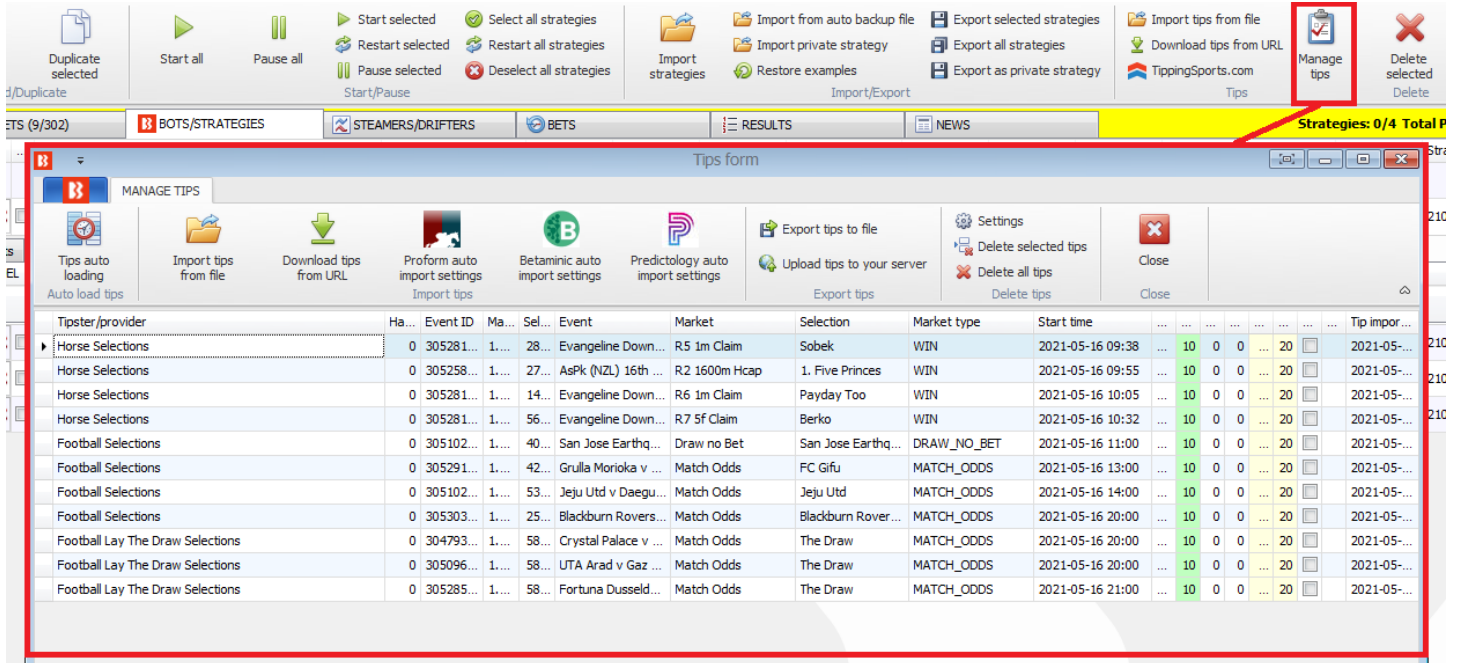 Duplicate selected
Start all
Pause all
Start selected
Restart selected
Pause selected
Select all strategies
Restart all strategies
Deselect all strategies
Import strategies
Import from auto backup file
Import private strategy
Restore examples
Export selected strategies
Export all strategies
Export as private strategy
Import tips from file
Download tips from URL
TippingSports.com
Manage tips
Delete selected
d/Duplicate
Start/Pause
Import/Export
Tips
Delete
ETS (9/302)
BOTS/STRATEGIES
STEAMERS/DRIFTERS
BETS
RESULTS
NEWS
Strategies: 0/4 Total P
Tips form
MANAGE TIPS
Tips auto loading
Import tips from file
Download tips from URL
Proform auto import settings
Betaminic auto import settings
Predictology auto import settings
Export tips to file
Upload tips to your server
Settings
Delete selected tips
Delete all tips
Close
Auto load tips
Import tips
Export tips
Delete tips
Close
Tipster/provider Ha... Event ID Ma... Sel... Event Market Selection Market type Start time ... ... ... ... ... ... ... ... Tip impor...
Horse Selections 0 305281... 1.... 28... Evangeline Down... R5 1m Claim Sobek WIN 2021-05-16 09:38 ... 10 0 0 ... 20 2021-05-...
Horse Selections 0 305258... 1.... 27... AsPk (NZL) 16th ... R2 1600m Hcap 1. Five Princes WIN 2021-05-16 09:55 ... 10 0 0 ... 20 2021-05-...
Horse Selections 0 305281... 1.... 14... Evangeline Down... R6 1m Claim Payday Too WIN 2021-05-16 10:05 ... 10 0 0 ... 20 2021-05-...
Horse Selections 0 305281... 1.... 56... Evangeline Down... R7 5f Claim Berko WIN 2021-05-16 10:32 ... 10 0 0 ... 20 2021-05-...
Football Selections 0 305102... 1.... 40... San Jose Earthq... Draw no Bet San Jose Earthq... DRAW_NO_BET 2021-05-16 11:00 ... 10 0 0 ... 20 2021-05-...
Football Selections 0 305291... 1.... 42... Grulla Morioka v ... Match Odds FC Gifu MATCH_ODDS 2021-05-16 13:00 ... 10 0 0 ... 20 2021-05-...
Football Selections 0 305102... 1.... 53... Jeju Utd v Daegu... Match Odds Jeju Utd MATCH_ODDS 2021-05-16 14:00 ... 10 0 0 ... 20 2021-05-...
Football Selections 0 305303... 1.... 25... Blackburn Rovers... Match Odds Blackburn Rover... MATCH_ODDS 2021-05-16 20:00 ... 10 0 0 ... 20 2021-05-...
Football Lay The Draw Selections 0 304793... 1.... 58... Crystal Palace v ... Match Odds The Draw MATCH_ODDS 2021-05-16 20:00 ... 10 0 0 ... 20 2021-05-...
Football Lay The Draw Selections 0 305096... 1.... 58... UTA Arad v Gaz ... Match Odds The Draw MATCH_ODDS 2021-05-16 20:00 ... 10 0 0 ... 20 2021-05-...
Football Lay The Draw Selections 0 305285... 1.... 58... Fortuna Dusseld... Match Odds The Draw MATCH_ODDS 2021-05-16 21:00 ... 10 0 0 ... 20 2021-05-...